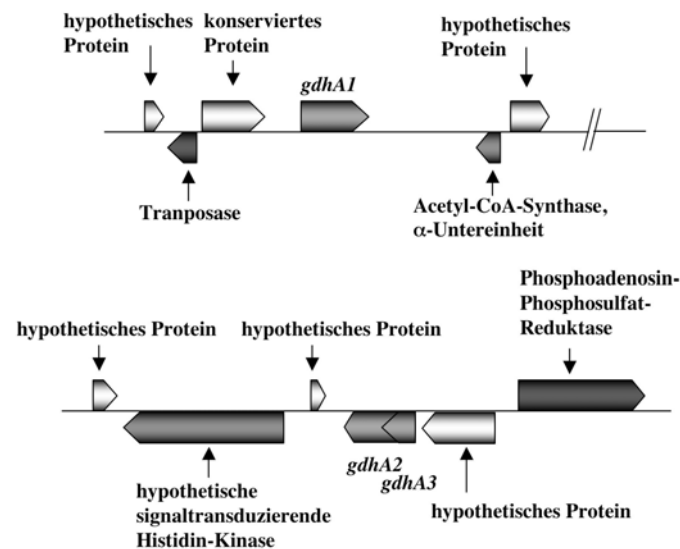 hypothetisches
Protein
konserviertes
Protein
gdhA1
hypothetisches
Protein
Tranposase
Acetyl-CoA-Synthase,
α-Untereinheit
Phosphoadenosin-
Phosphosulfat-
Reduktase
hypothetisches Protein
hypothetisches Protein
gdhA2
gdhA3
hypothetische
signaltransduzierende
Histidin-Kinase
hypothetisches Protein